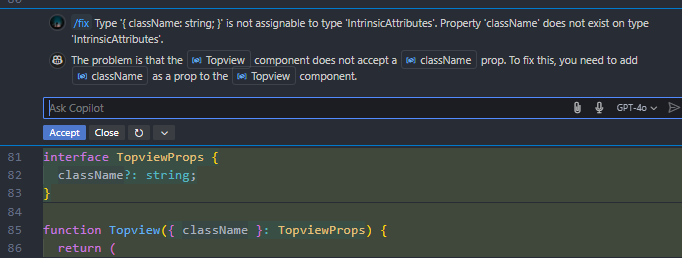 /fix Type '{ className: string; }' is not assignable to type 'IntrinsicAttributes'. Property 'className' does not exist on type
'IntrinsicAttributes'.
The problem is that the Topview component does not accept a className prop. To fix this, you need to add
className as a prop to the Topview component.
Ask Copilot GPT-4o
Accept Close
81 interface TopviewProps {
82 className?: string;
83 }
84
85 function Topview({ className }: TopviewProps) {
86 return (